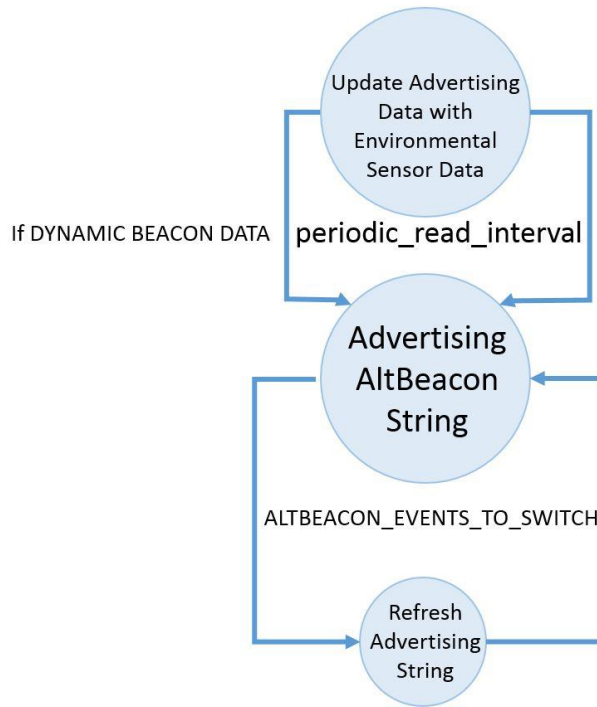 Update Advertising
Data with
Environmental
Sensor Data
If DYNAMIC BEACON DATA
periodic_read_interval
Advertising
AltBeacon
String
ALTBEACON_EVENTS_TO_SWITCH
Refresh
Advertising
String